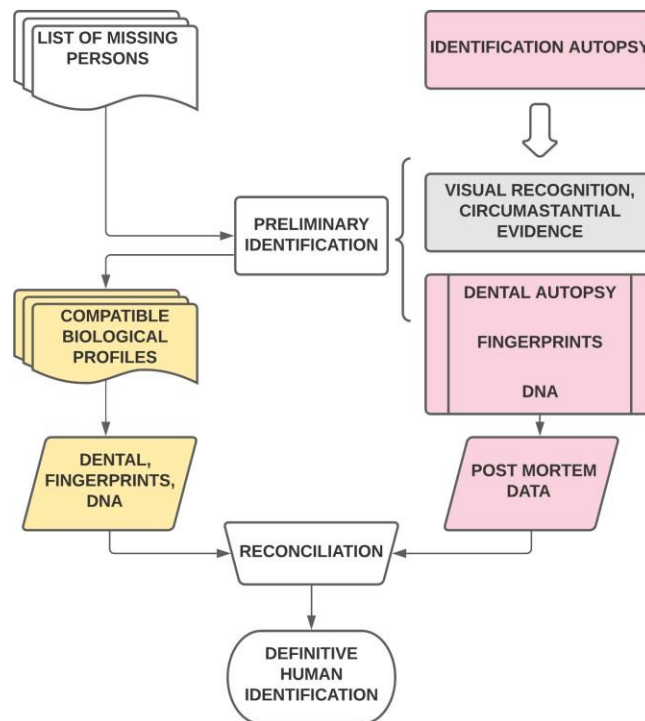 LIST OF MISSING
PERSONS
IDENTIFICATION AUTOPSY
VISUAL RECOGNITION,
CIRCUMASTANTIAL
EVIDENCE
PRELIMINARY
IDENTIFICATION
DENTAL AUTOPSY
FINGERPRINTS
DNA
COMPATIBLE
BIOLOGICAL
PROFILES
DENTAL,
FINGERPRINTS,
DNA
POST MORTEM
DATA
RECONCILIATION
DEFINITIVE
HUMAN
IDENTIFICATION